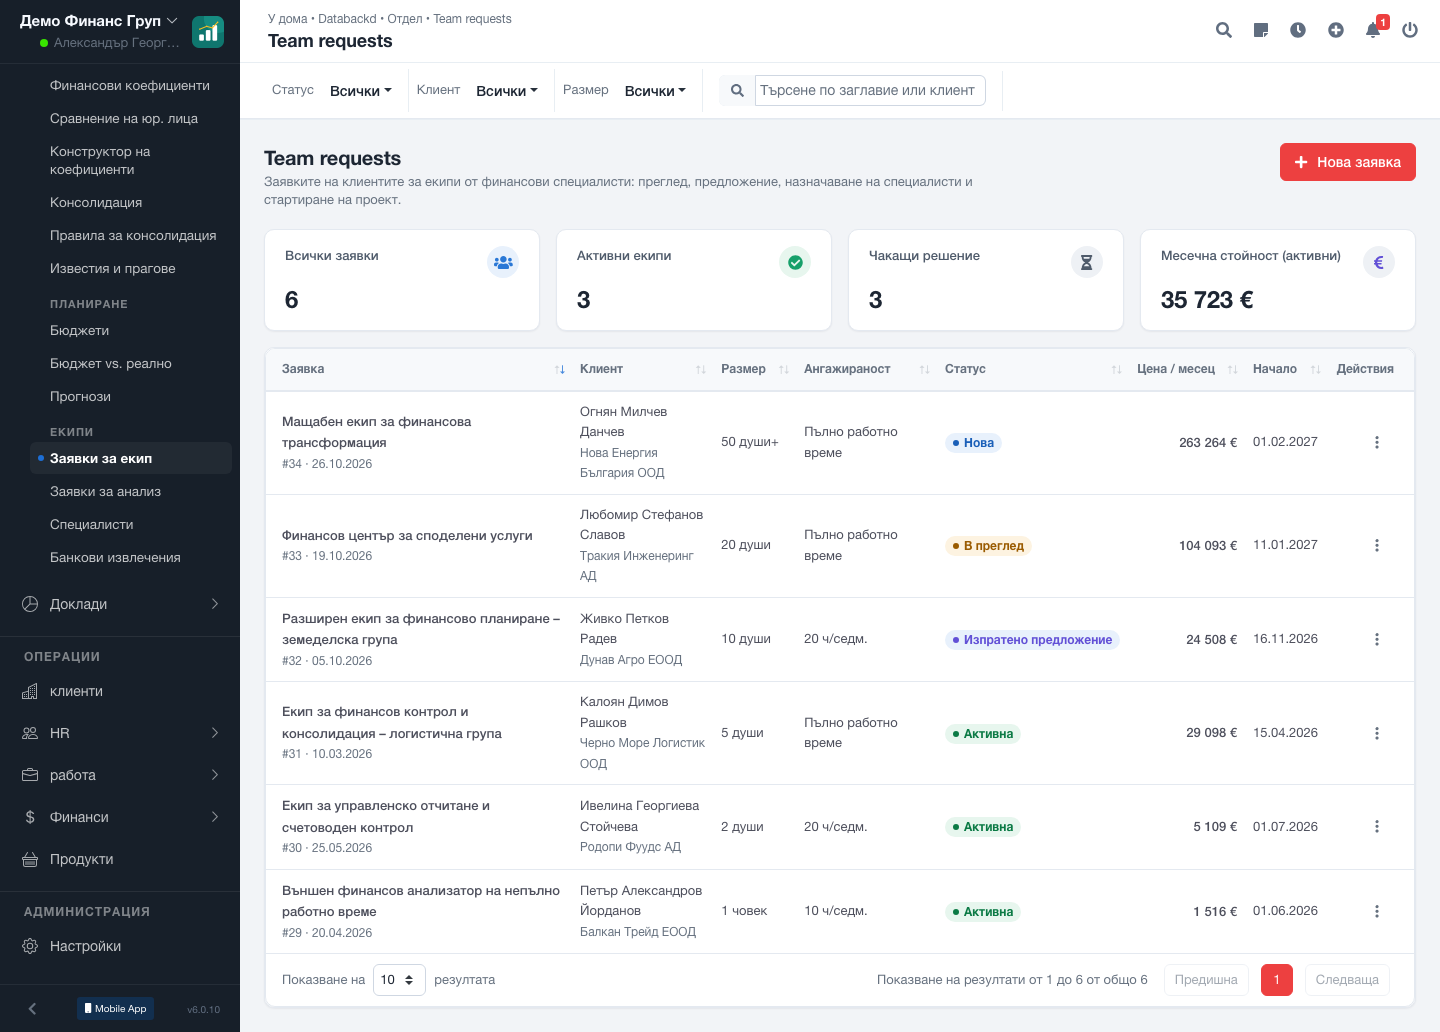 Демо Финанс Груп
Александър Георг...
Финансови коефициенти
Сравнение на юр. лица
Конструктор на
коефициенти
Консолидация
Правила за консолидация
Известия и прагове
ПЛАНИРАНЕ
Бюджети
Бюджет vs. реално
Прогнози
ЕКИПИ
Заявки за екип
Заявки за анализ
Специалисти
Банкови извлечения
Доклади
ОПЕРАЦИИ
клиенти
HR
работа
Финанси
Продукти
АДМИНИСТРАЦИЯ
Настройки
Mobile App
v6.0.10
У дома • Databackd • Отдел • Team requests
Team requests
1
Статус Всички
Клиент Всички
Размер Всички
Търсене по заглавие или клиент
Team requests
Заявките на клиентите за екипи от финансови специалисти: преглед, предложение, назначаване на специалисти и
стартиране на проект.
Нова заявка
Всички заявки
6
Активни екипи
3
Чакащи решение
3
Месечна стойност (активни)
€
35 723 €
Заявка Клиент Размер Ангажираност Статус Цена / месец Начало Действия
Мащабен екип за финансова
трансформация
#34 · 26.10.2026
Огнян Милчев
Данчев
Нова Енергия
България ООД
50 души+
Пълно работно
време
Нова
263 264 €
01.02.2027
Финансов център за споделени услуги
#33 · 19.10.2026
Любомир Стефанов
Славов
Тракия Инженеринг
АД
20 души
Пълно работно
време
В преглед
104 093 €
11.01.2027
Разширен екип за финансово планиране –
земеделска група
#32 · 05.10.2026
Живко Петков
Радев
Дунав Агро ЕООД
10 души
20 ч/седм.
Изпратено предложение
24 508 €
16.11.2026
Екип за финансов контрол и
консолидация – логистична група
#31 · 10.03.2026
Калоян Димов
Рашков
Черно Море Логистик
ООД
5 души
Пълно работно
време
Активна
29 098 €
15.04.2026
Екип за управленско отчитане и
счетоводен контрол
#30 · 25.05.2026
Ивелина Георгиева
Стойчева
Родопи Фуудс АД
2 души
20 ч/седм.
Активна
5 109 €
01.07.2026
Външен финансов анализатор на непълно
работно време
#29 · 20.04.2026
Петър Александров
Йорданов
Балкан Трейд ЕООД
1 човек
10 ч/седм.
Активна
1 516 €
01.06.2026
Показване на 10 резултата
Показване на резултати от 1 до 6 от общо 6
Предишна
1
Следваща